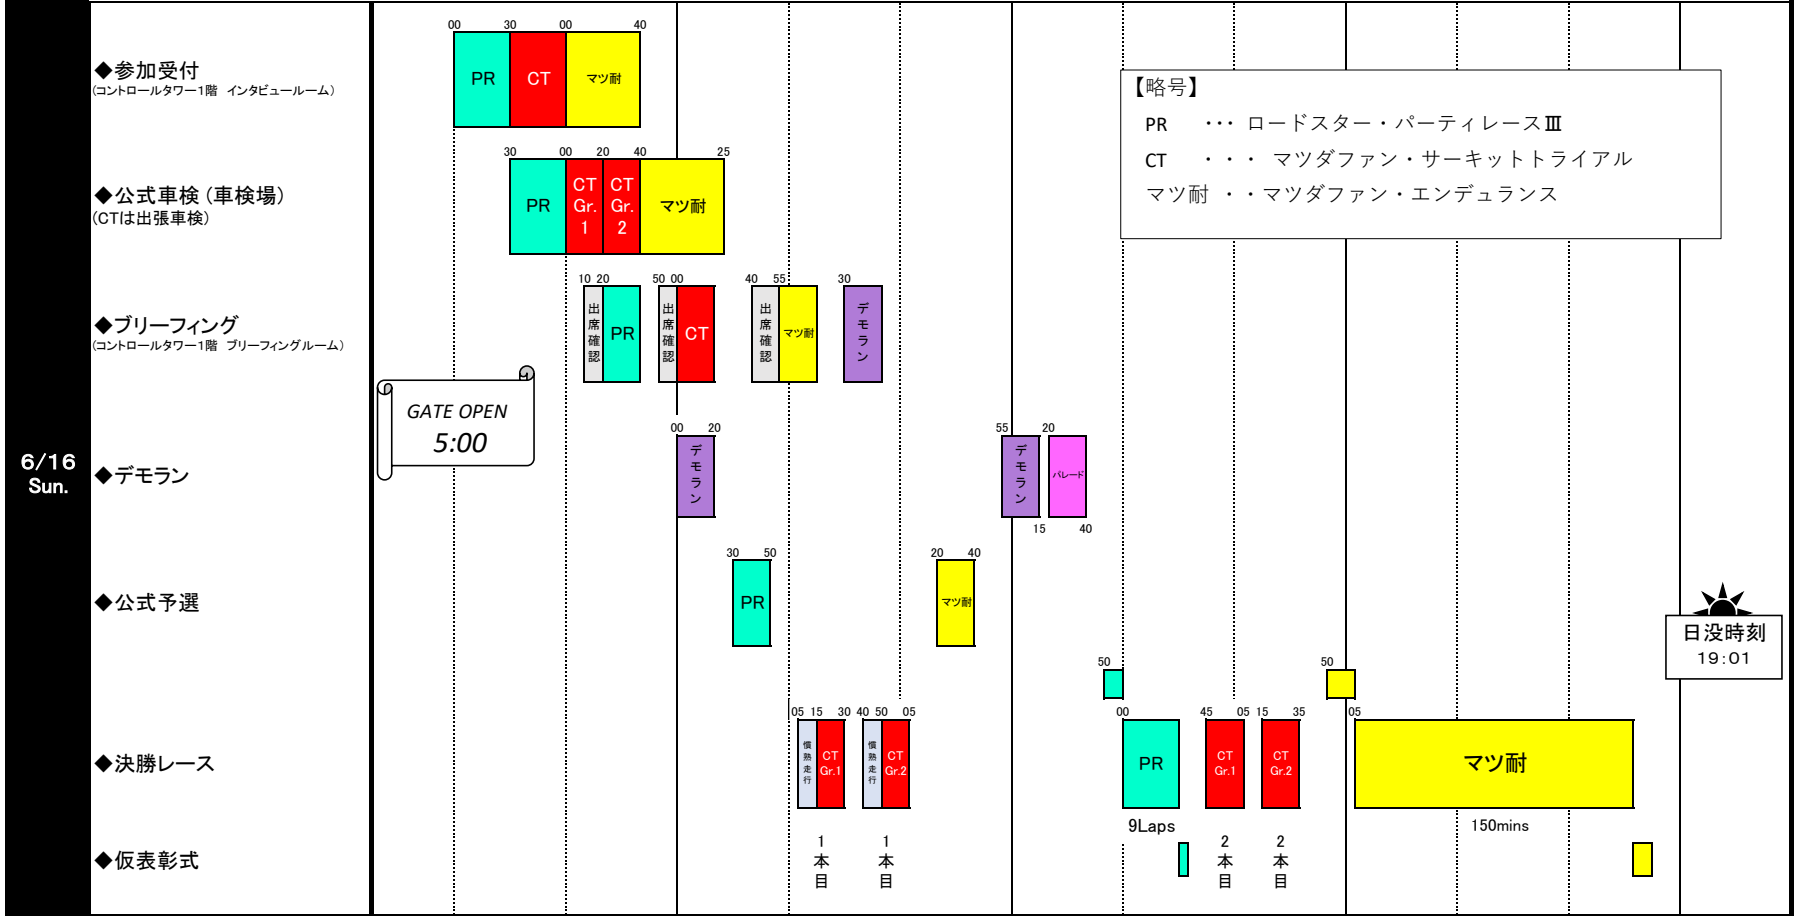 00 30 00 40
◆参加受付
(コントロールタワー1階 インタビュールーム)
PR
CT
マツ耐
【略号】
PR ・・・ ロードスター・パーティレースⅢ
CT ・・・ マツダファン・サーキットトライアル
マツ耐 ・・マツダファン・エンデュランス
30 00 20 40 25
◆公式車検(車検場)
(CTは出張車検)
PR
CT Gr. 1
CT Gr. 2
マツ耐
10 20 50 00 40 55 30
◆ブリーフィング
(コントロールタワー1階 ブリーフィングルーム)
出席確認
PR
出席確認
CT
出席確認
マツ耐
デモラン
GATE OPEN
5:00
6/16
Sun.
00 20 55 20
◆デモラン
デモラン
デモラン
パレード
15 40
30 50 20 40
◆公式予選
PR
マツ耐
日没時刻
19:01
50 50
05 15 30 40 50 05 00 45 05 15 35 05
◆決勝レース
慣熟走行
CT Gr.1
慣熟走行
CT Gr.2
PR
CT Gr.1
CT Gr.2
マツ耐
9Laps
150mins
1本目
1本目
2本目
2本目
◆仮表彰式